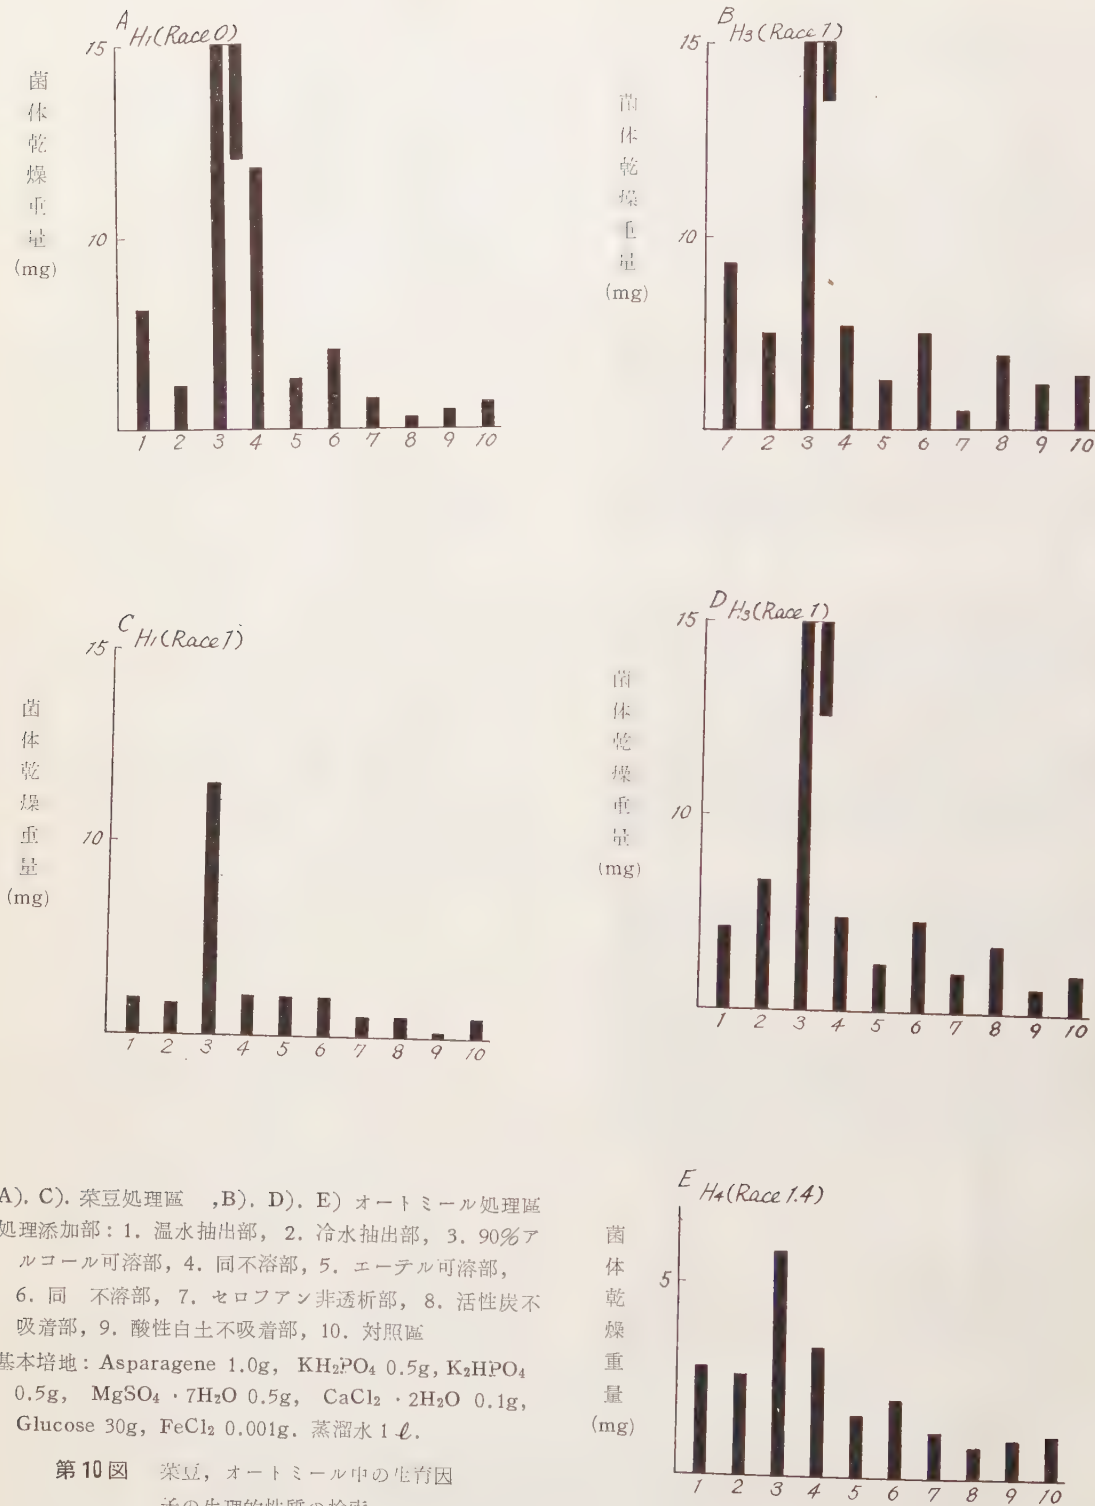 A H1(Race 0)
15
10
菌体乾燥重量(mg)
1 2 3 4 5 6 7 8 9 10
B H3(Race 1)
15
10
菌体乾燥重量(mg)
1 2 3 4 5 6 7 8 9 10
C H1(Race 1)
15
10
菌体乾燥重量(mg)
1 2 3 4 5 6 7 8 9 10
D H3(Race 1)
15
10
菌体乾燥重量(mg)
1 2 3 4 5 6 7 8 9 10
E H4(Race 1.4)
5
菌体乾燥重量(mg)
1 2 3 4 5 6 7 8 9 10
A). C). 菜豆処理區 ,B). D). E) オートミール処理區
処理添加部: 1. 温水抽出部, 2. 冷水抽出部, 3. 90%ア
ルコール可溶部, 4. 同不溶部, 5. エーテル可溶部,
6. 同 不溶部, 7. セロファン非透析部, 8. 活性炭不
吸着部, 9. 酸性白土不吸着部, 10. 対照區
基本培地: Asparagene 1.0g, KH₂PO₄ 0.5g, K₂HPO₄
0.5g, MgSO₄ · 7H₂O 0.5g, CaCl₂ · 2H₂O 0.1g,
Glucose 30g, FeCl₂ 0.001g. 蒸溜水 1 ℓ.
第10図 菜豆, オートミール中の生育因
子の生理的性質の検索